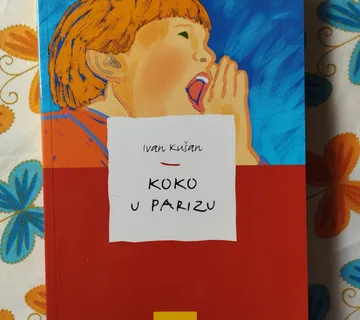 Ivan Kušan
KOKO
U PARIZU